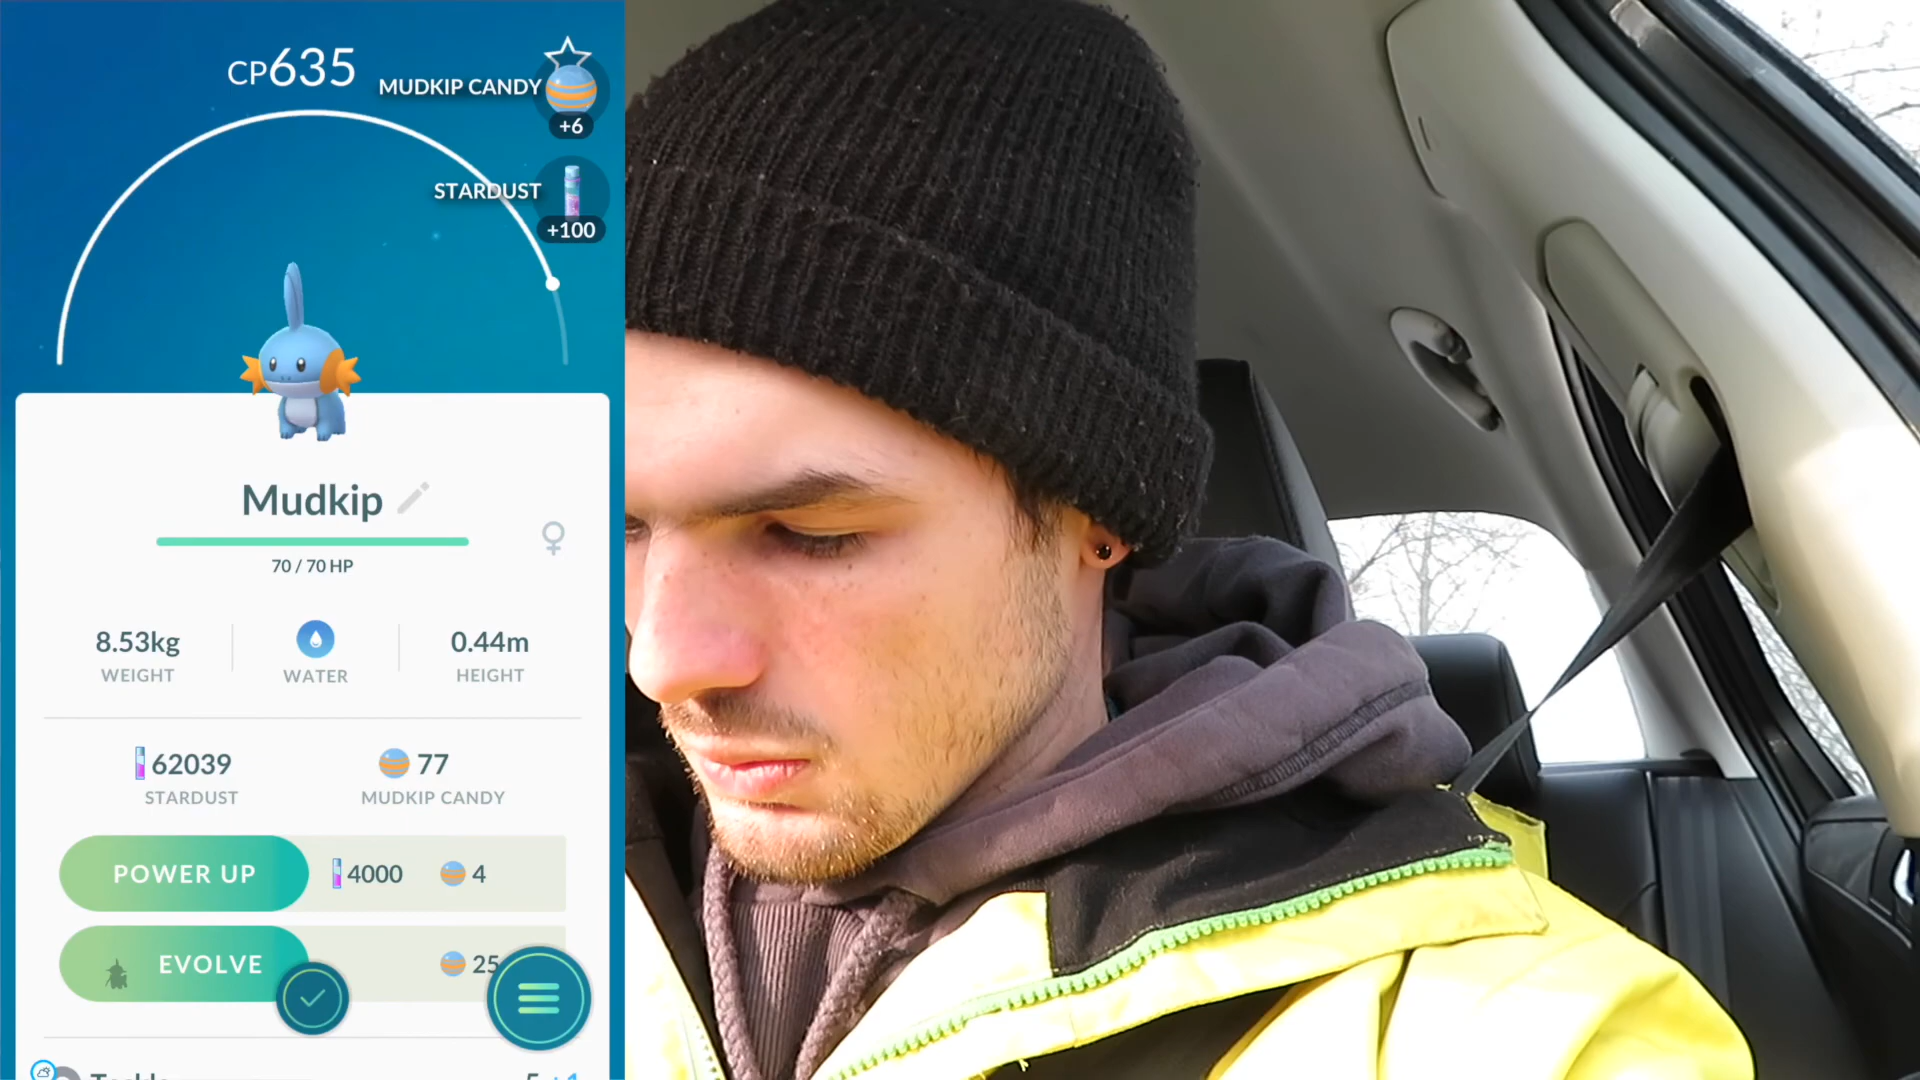 CP635
MUDKIP CANDY
+6
STARDUST
+100
Mudkip
70 / 70 HP
8.53kg
WEIGHT
WATER
0.44m
HEIGHT
62039
STARDUST
77
MUDKIP CANDY
POWER UP
4000
4
EVOLVE
25